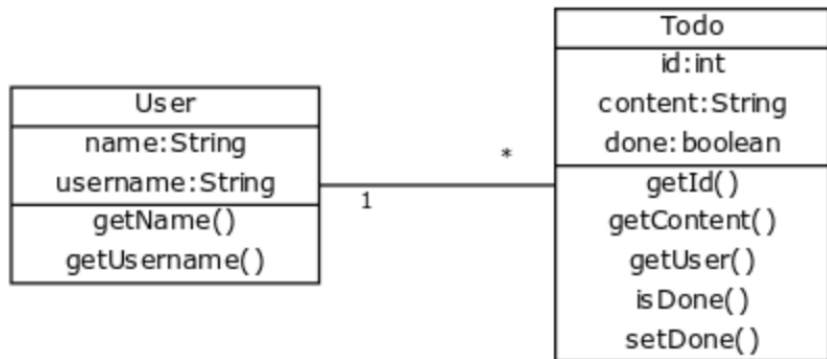 User
name:String
username:String
getName()
getUsername()
1
*
Todo
id:int
content:String
done:boolean
getId()
getContent()
getUser()
isDone()
setDone()